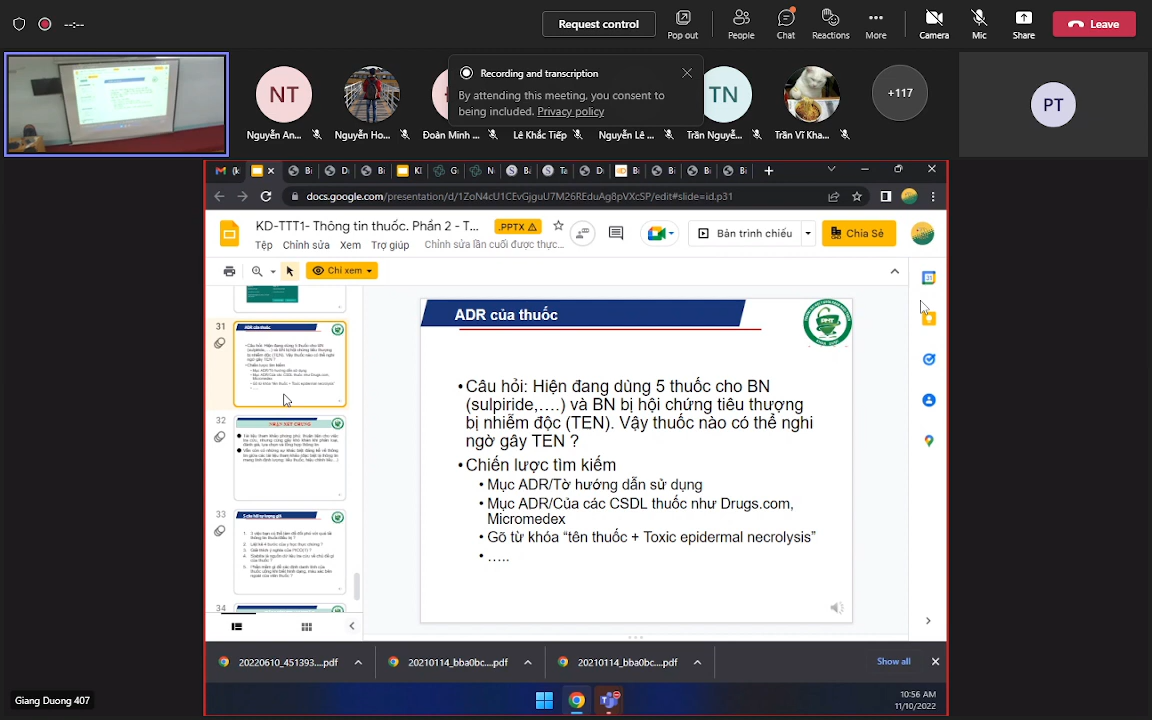 --:--
Request control
Pop out
People
Chat
Reactions
More
Camera
Mic
Share
Leave
NT
TN
+117
PT
Recording and transcription
By attending this meeting, you consent to
being included. Privacy policy
Nguyễn An...
Nguyễn Ho...
Đoàn Minh ...
Lê Khắc Tiệp
Nguyễn Lê ...
Trần Nguyễ...
Trần Vĩ Kha...
docs.google.com/presentation/d/1ZoN4cU1CEvGjguU7M26REduAg8pVXcSP/edit#slide=id.p31
KD-TTT1- Thông tin thuốc. Phần 2 - T...
.PPTX
Tệp Chỉnh sửa Xem Trợ giúp
Chỉnh sửa lần cuối được thực...
Bản trình chiếu
Chia Sẻ
Chỉ xem
31
32
NHẬN XÉT CHUNG
33
34
ADR của thuốc
•Câu hỏi: Hiện đang dùng 5 thuốc cho BN
(sulpiride,....) và BN bị hội chứng tiêu thượng
bị nhiễm độc (TEN). Vậy thuốc nào có thể nghi
ngờ gây TEN ?
•Chiến lược tìm kiếm
•Mục ADR/Tờ hướng dẫn sử dụng
•Mục ADR/Của các CSDL thuốc như Drugs.com,
Micromedex
•Gõ từ khóa “tên thuốc + Toxic epidermal necrolysis”
•.....
20220610_451393....pdf
20210114_bba0bc....pdf
20210114_bba0bc....pdf
Show all
10:56 AM
11/10/2022
Giang Duong 407